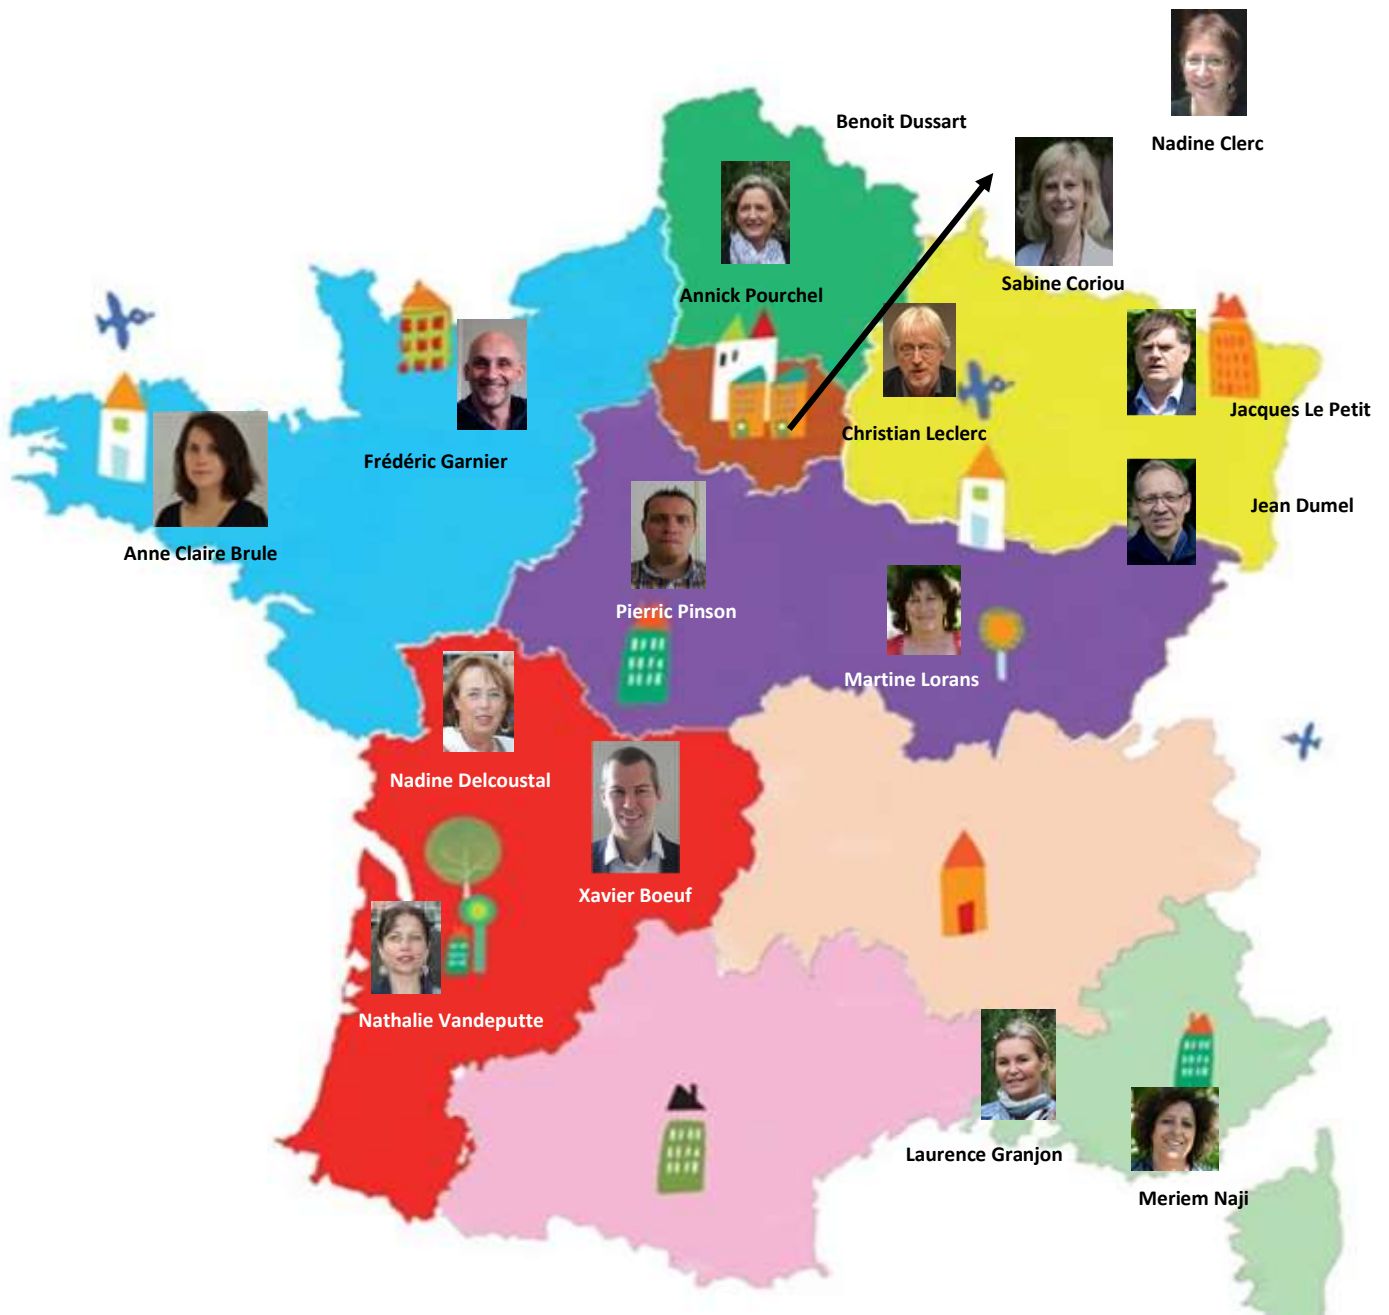 Benoit Dussart
Nadine Clerc
Sabine Coriou
Annick Pourchel
Jacques Le Petit
Christian Leclerc
Frédéric Garnier
Jean Dumel
Anne Claire Brule
Pierric Pinson
Martine Lorans
Nadine Delcoustal
Xavier Boeuf
Nathalie Vandeputte
Laurence Granjon
Meriem Naji